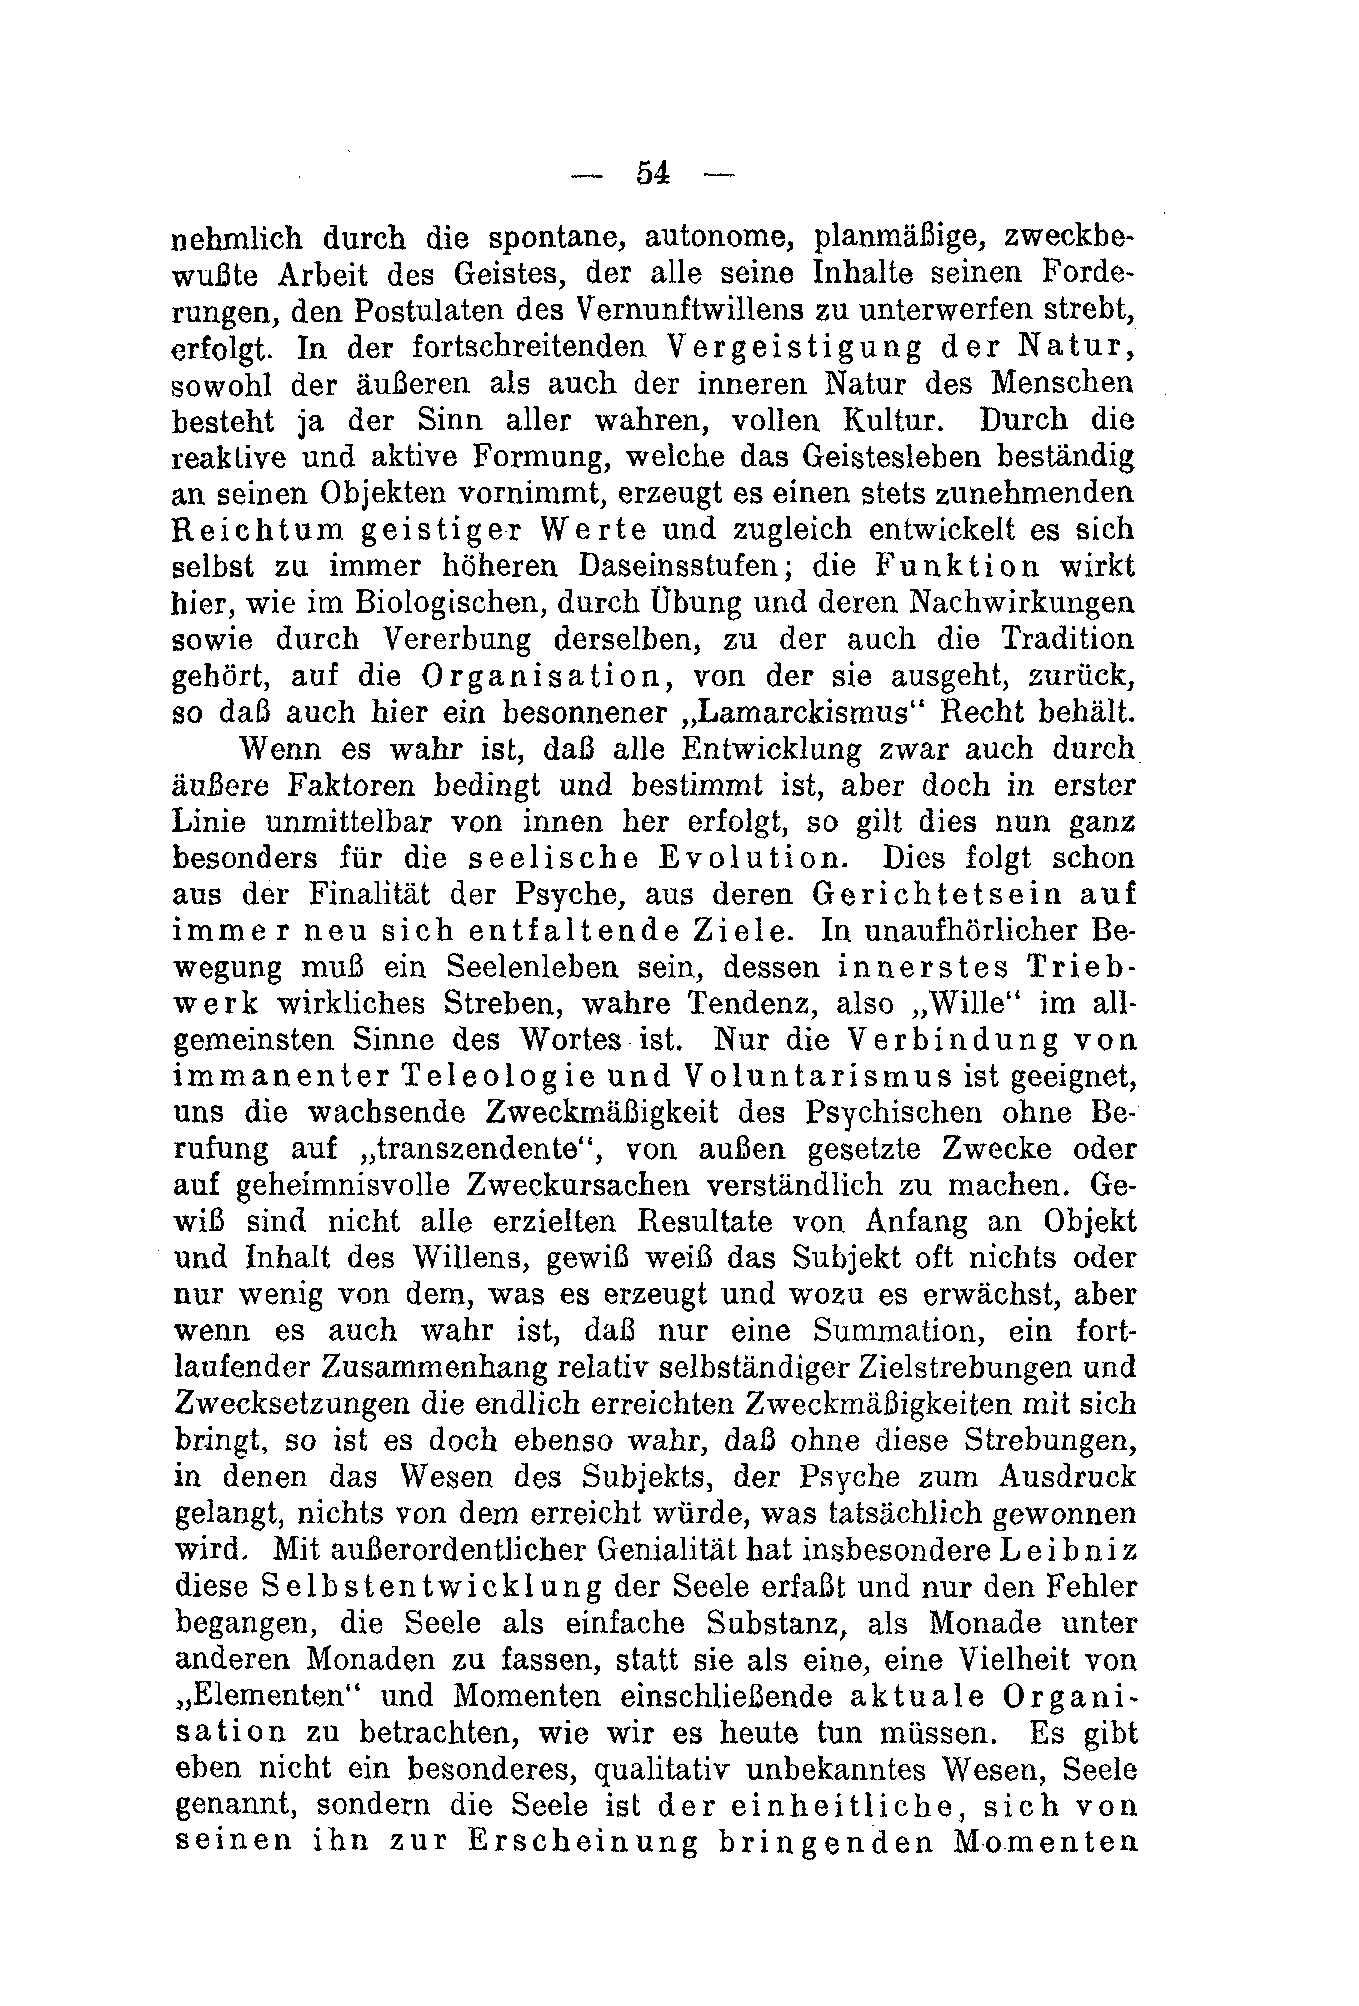 — 54 —
nehmlich durch die spontane, autonome, planmäßige, zweckbe-
wußte Arbeit des Geistes, der alle seine Inhalte seinen Forde-
rungen, den Postulaten des Vernunftwillens zu unterwerfen strebt,
erfolgt. In der fortschreitenden Vergeistigung der Natur,
sowohl der äußeren als auch der inneren Natur des Menschen
besteht ja der Sinn aller wahren, vollen Kultur. Durch die
reaktive und aktive Formung, welche das Geistesleben beständig
an seinen Objekten vornimmt, erzeugt es einen stets zunehmenden
Reichtum geistiger Werte und zugleich entwickelt es sich
selbst zu immer höheren Daseinsstufen; die Funktion wirkt
hier, wie im Biologischen, durch Übung und deren Nachwirkungen
sowie durch Vererbung derselben, zu der auch die Tradition
gehört, auf die Organisation, von der sie ausgeht, zurück,
so daß auch hier ein besonnener „Lamarckismus“ Recht behält.
Wenn es wahr ist, daß alle Entwicklung zwar auch durch
äußere Faktoren bedingt und bestimmt ist, aber doch in erster
Linie unmittelbar von innen her erfolgt, so gilt dies nun ganz
besonders für die seelische Evolution. Dies folgt schon
aus der Finalität der Psyche, aus deren Gerichtetsein auf
immer neu sich entfaltende Ziele. In unaufhörlicher Be-
wegung muß ein Seelenleben sein, dessen innerstes Trieb-
werk wirkliches Streben, wahre Tendenz, also „Wille“ im all-
gemeinsten Sinne des Wortes ist. Nur die Verbindung von
immanenter Teleologie und Voluntarismus ist geeignet,
uns die wachsende Zweckmäßigkeit des Psychischen ohne Be-
rufung auf „transzendente“, von außen gesetzte Zwecke oder
auf geheimnisvolle Zweckursachen verständlich zu machen. Ge-
wiß sind nicht alle erzielten Resultate von Anfang an Objekt
und Inhalt des Willens, gewiß weiß das Subjekt oft nichts oder
nur wenig von dem, was es erzeugt und wozu es erwächst, aber
wenn es auch wahr ist, daß nur eine Summation, ein fort-
laufender Zusammenhang relativ selbständiger Zielstrebungen und
Zwecksetzungen die endlich erreichten Zweckmäßigkeiten mit sich
bringt, so ist es doch ebenso wahr, daß ohne diese Strebungen,
in denen das Wesen des Subjekts, der Psyche zum Ausdruck
gelangt, nichts von dem erreicht würde, was tatsächlich gewonnen
wird. Mit außerordentlicher Genialität hat insbesondere Leibniz
diese Selbstentwicklung der Seele erfaßt und nur den Fehler
begangen, die Seele als einfache Substanz, als Monade unter
anderen Monaden zu fassen, statt sie als eine, eine Vielheit von
„Elementen“ und Momenten einschließende aktuale Organi-
sation zu betrachten, wie wir es heute tun müssen. Es gibt
eben nicht ein besonderes, qualitativ unbekanntes Wesen, Seele
genannt, sondern die Seele ist der einheitliche, sich von
seinen ihn zur Erscheinung bringenden Momenten